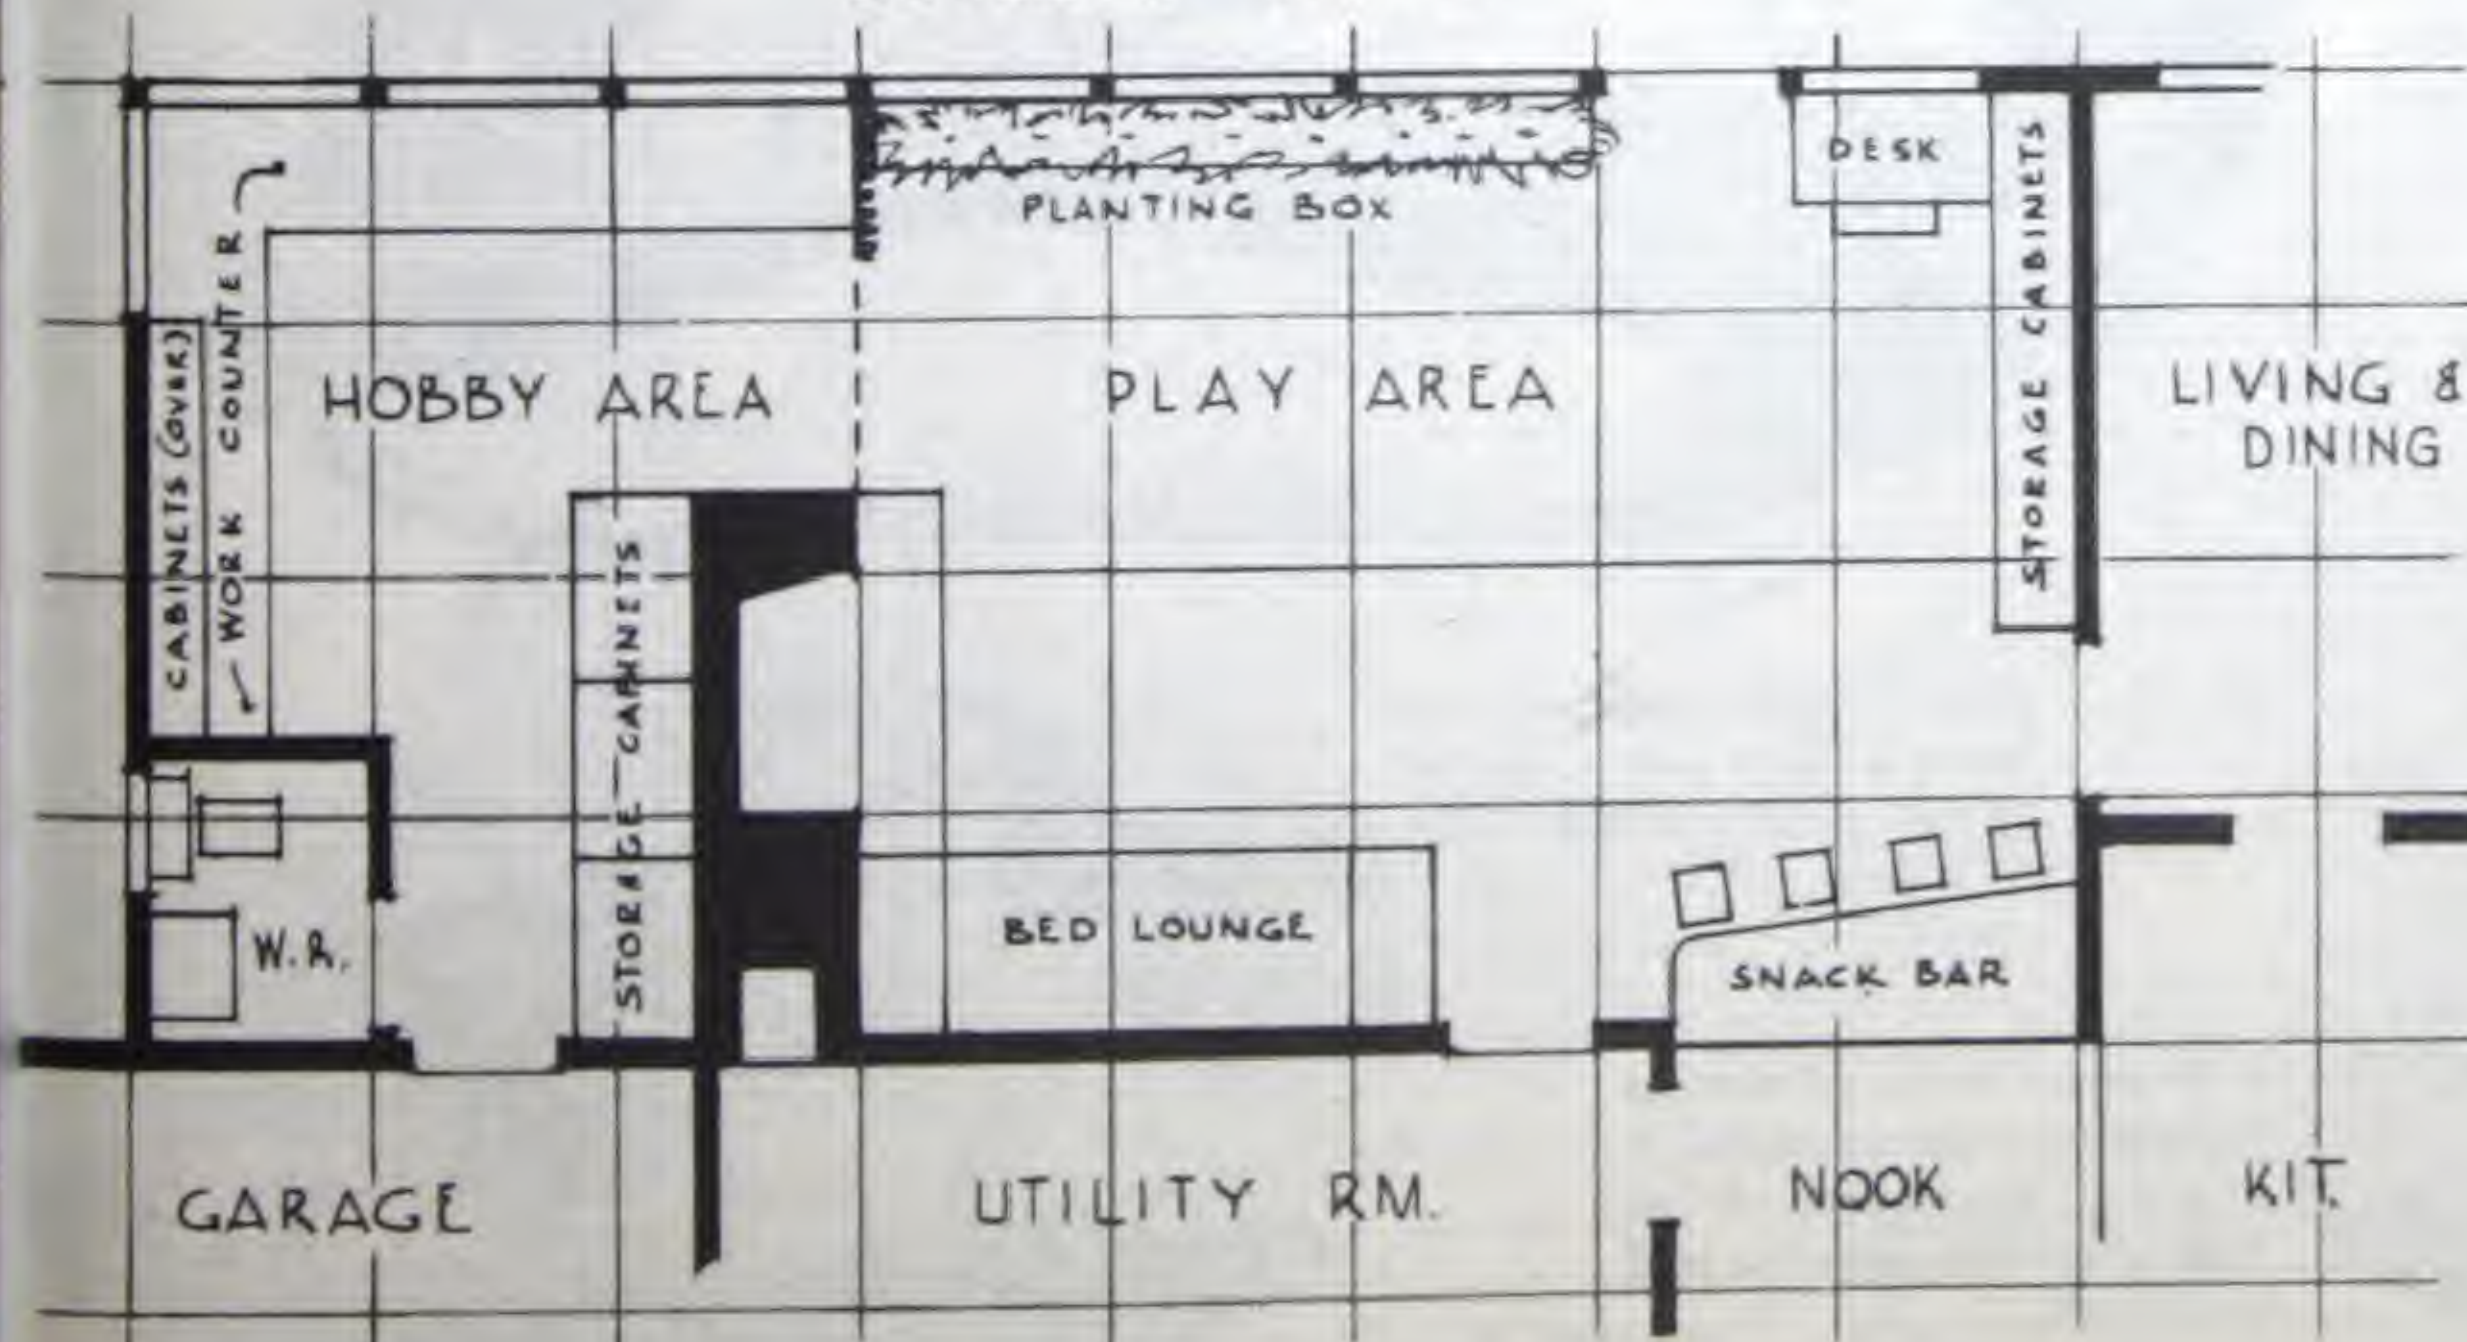 DESK
PLANTING BOX
STORAGE CABINETS
WORK COUNTER
CABINETS (OVER)
HOBBY AREA
PLAY AREA
LIVING &
DINING
STORAGE CABINETS
BED LOUNGE
W.R.
SNACK BAR
GARAGE
UTILITY RM.
NOOK
KIT.